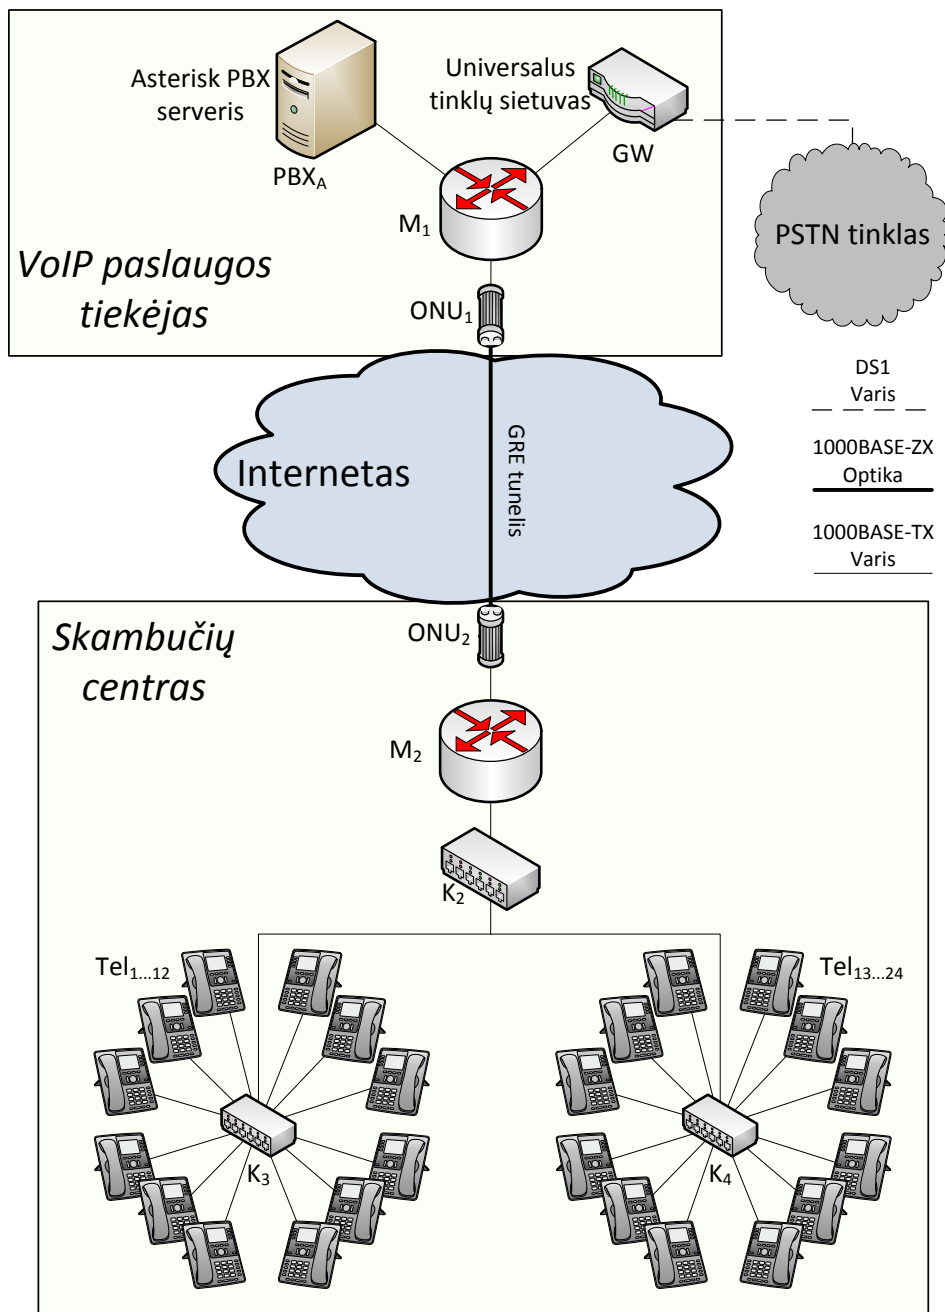 Asterisk PBX
serveris
PBXA
Universalus
tinklų sietuvas
GW
M1
PSTN tinklas
VoIP paslaugos
tiekėjas
ONU1
DS1
Varis
1000BASE-ZX
Optika
1000BASE-TX
Varis
Internetas
GRE tunelis
Skambučių
centras
ONU2
M2
K2
Tel1...12
Tel13...24
K3
K4